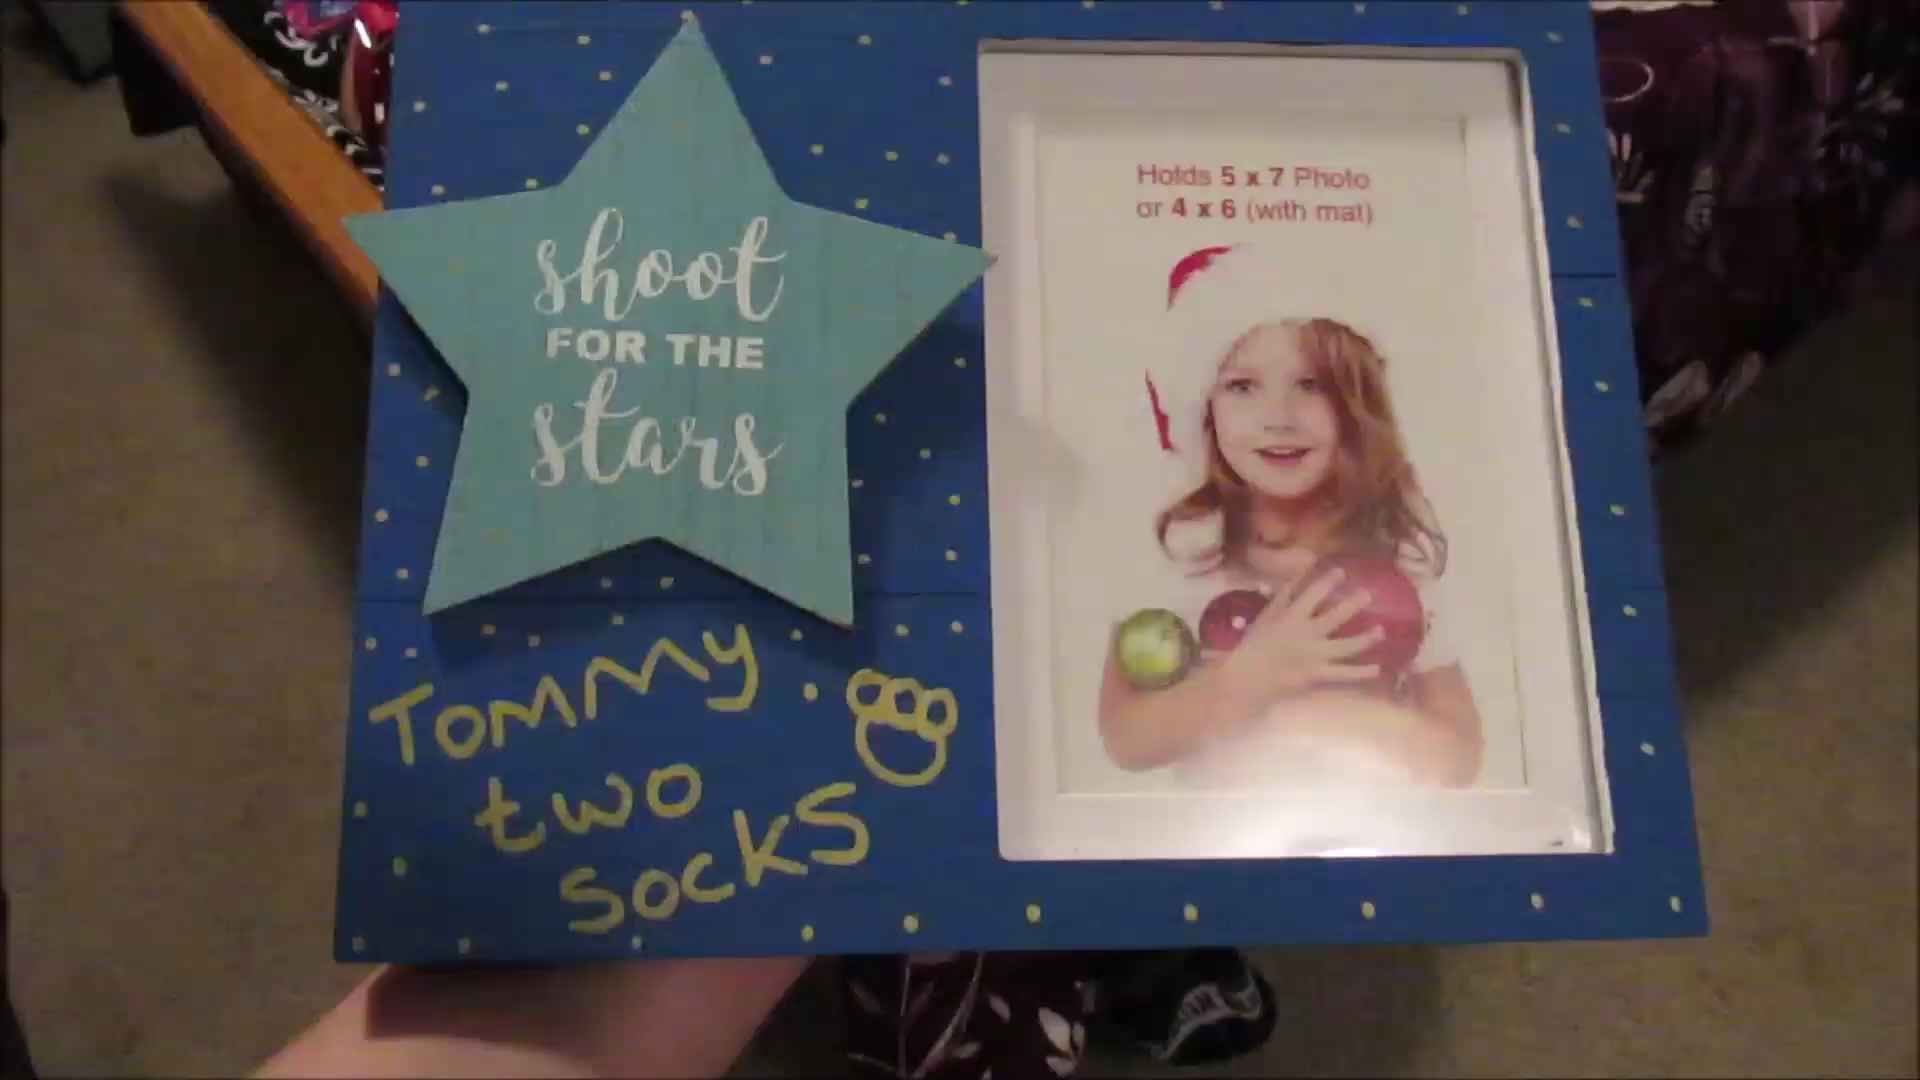 shoot
FOR THE
stars
Tommy
two
socks
Holds 5 x 7 Photo
or 4 x 6 (with mat)